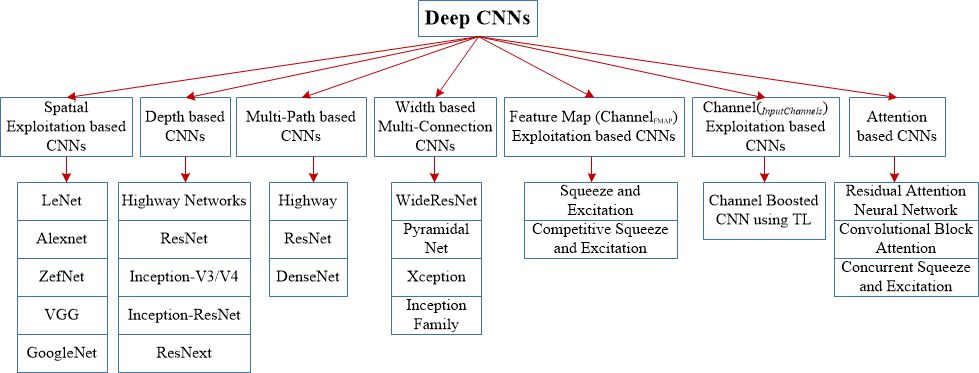 Deep CNNs
Spatial
Exploitation based
CNNs
Depth based
CNNs
Multi-Path based
CNNs
Width based
Multi-Connection
CNNs
Feature Map (ChannelFMAP)
Exploitation based CNNs
Channel(InputChannels)
Exploitation based
CNNs
Attention
based CNNs
LeNet
Alexnet
ZefNet
VGG
GoogleNet
Highway Networks
ResNet
Inception-V3/V4
Inception-ResNet
ResNext
Highway
ResNet
DenseNet
WideResNet
Pyramidal
Net
Xception
Inception
Family
Squeeze and
Excitation
Competitive Squeeze
and Excitation
Channel Boosted
CNN using TL
Residual Attention
Neural Network
Convolutional Block
Attention
Concurrent Squeeze
and Excitation